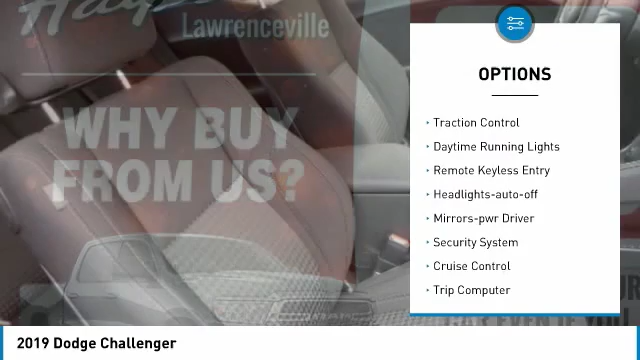 Lawrenceville
WHY BUY
FROM US?
OPTIONS
• Traction Control
• Daytime Running Lights
• Remote Keyless Entry
• Headlights-auto-off
• Mirrors-pwr Driver
• Security System
• Cruise Control
• Trip Computer
2019 Dodge Challenger